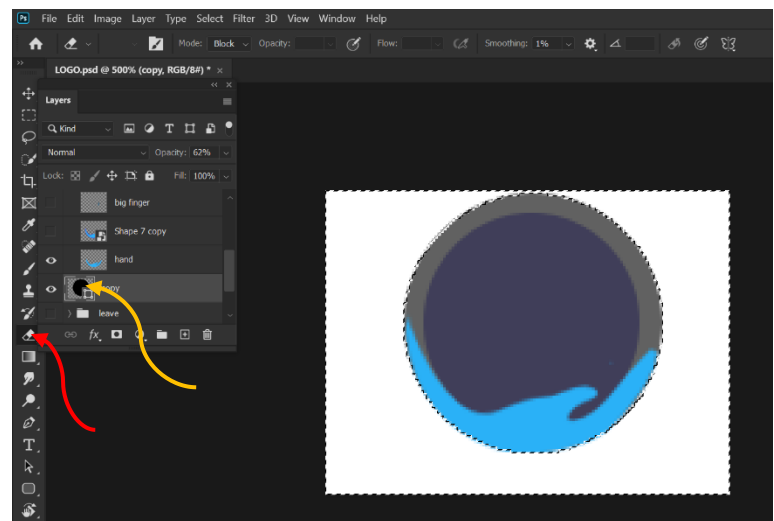 Ps File Edit Image Layer Type Select Filter 3D View Window Help
Mode: Block Opacity: Flow: Smoothing: 1%
LOGO.psd @ 500% (copy, RGB/8#) * ×
Layers
Kind
Normal Opacity: 62%
Lock: Fill: 100%
big finger
Shape 7 copy
hand
copy
leave
fx
T